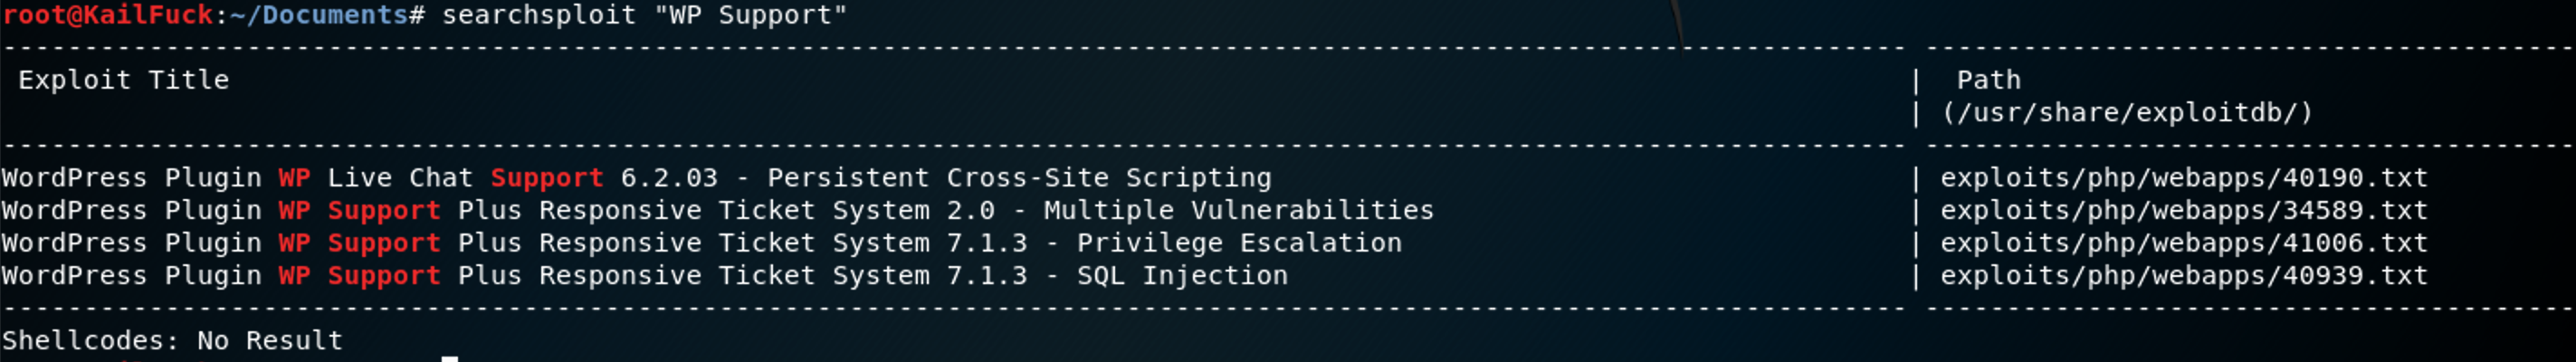 root@KailFuck:~/Documents# searchsploit "WP Support"
Exploit Title | Path
| (/usr/share/exploitdb/)
WordPress Plugin WP Live Chat Support 6.2.03 - Persistent Cross-Site Scripting | exploits/php/webapps/40190.txt
WordPress Plugin WP Support Plus Responsive Ticket System 2.0 - Multiple Vulnerabilities | exploits/php/webapps/34589.txt
WordPress Plugin WP Support Plus Responsive Ticket System 7.1.3 - Privilege Escalation | exploits/php/webapps/41006.txt
WordPress Plugin WP Support Plus Responsive Ticket System 7.1.3 - SQL Injection | exploits/php/webapps/40939.txt
Shellcodes: No Result